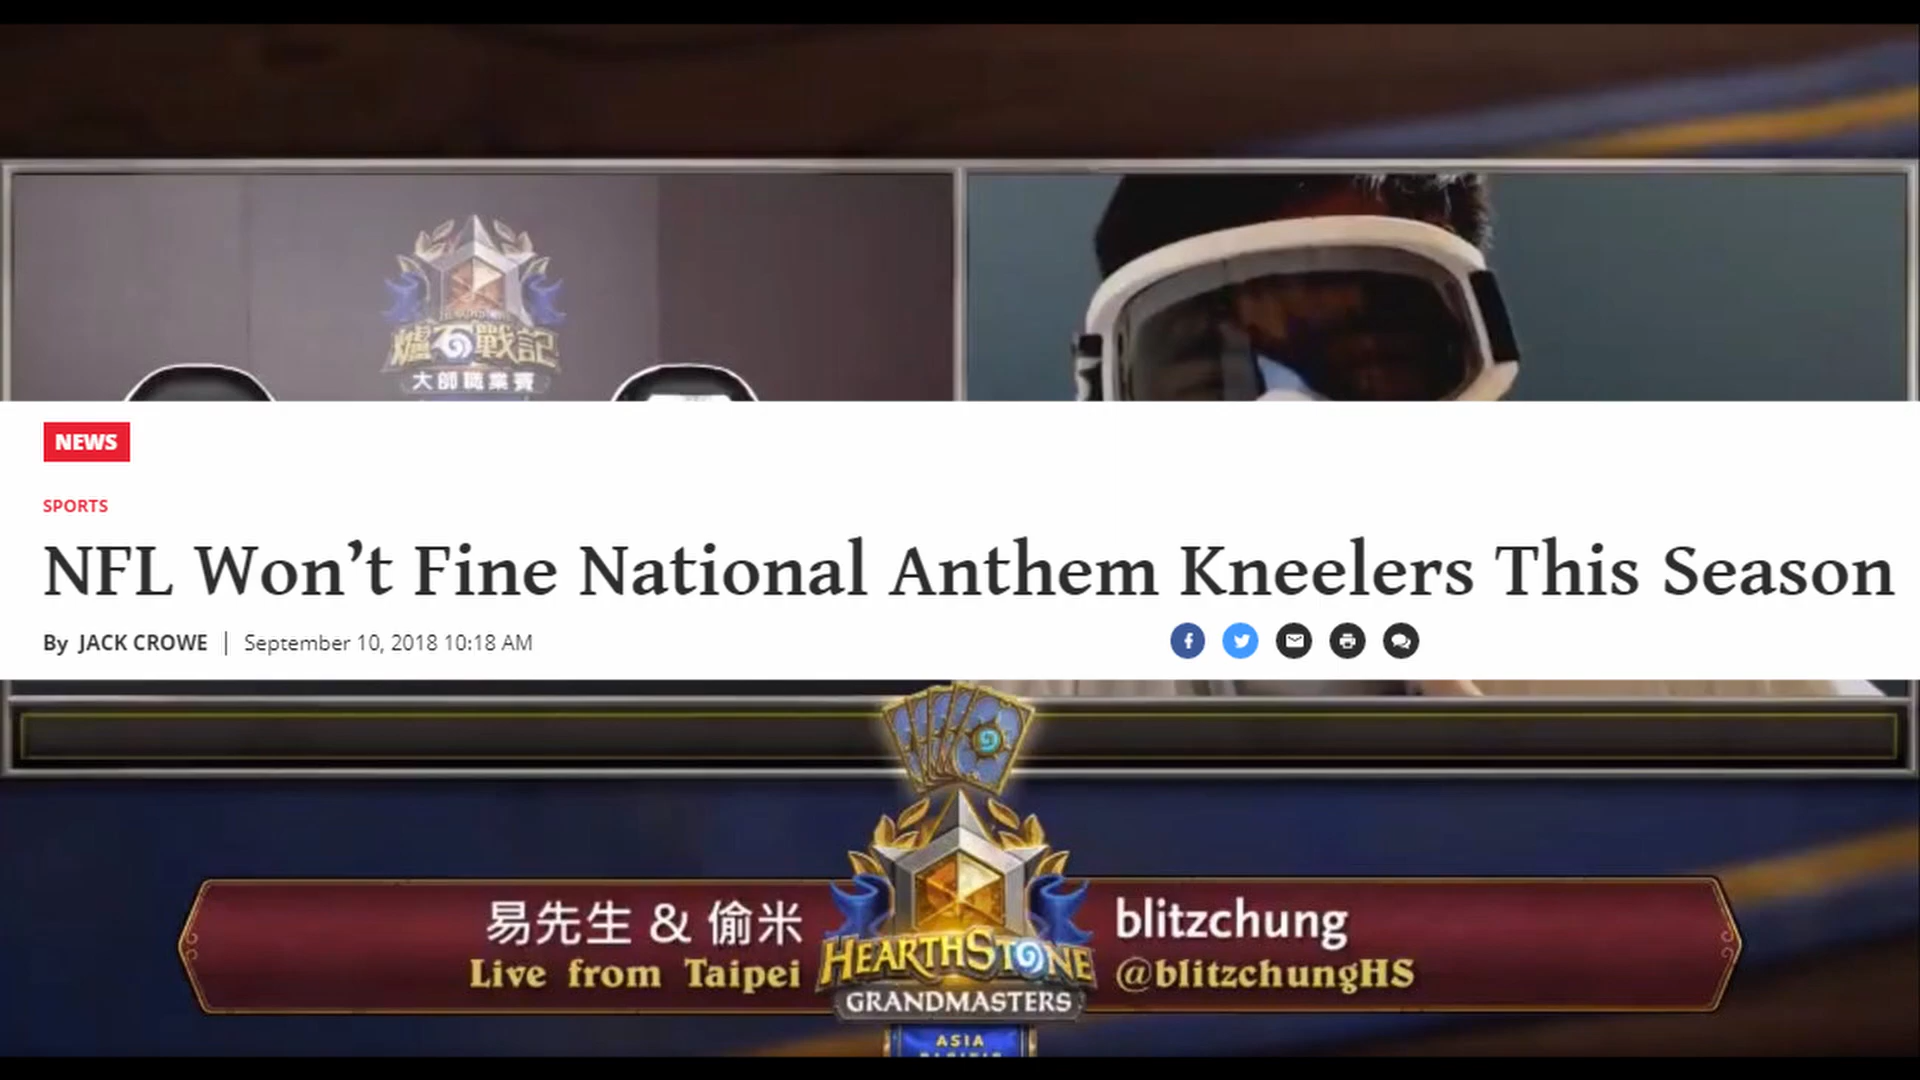 爐石戰記
大師職業賽
NEWS
SPORTS
NFL Won’t Fine National Anthem Kneelers This Season
By JACK CROWE | September 10, 2018 10:18 AM
易先生 & 偷米
Live from Taipei
HEARTHSTONE
GRANDMASTERS
ASIA
blitzchung
@blitzchungHS